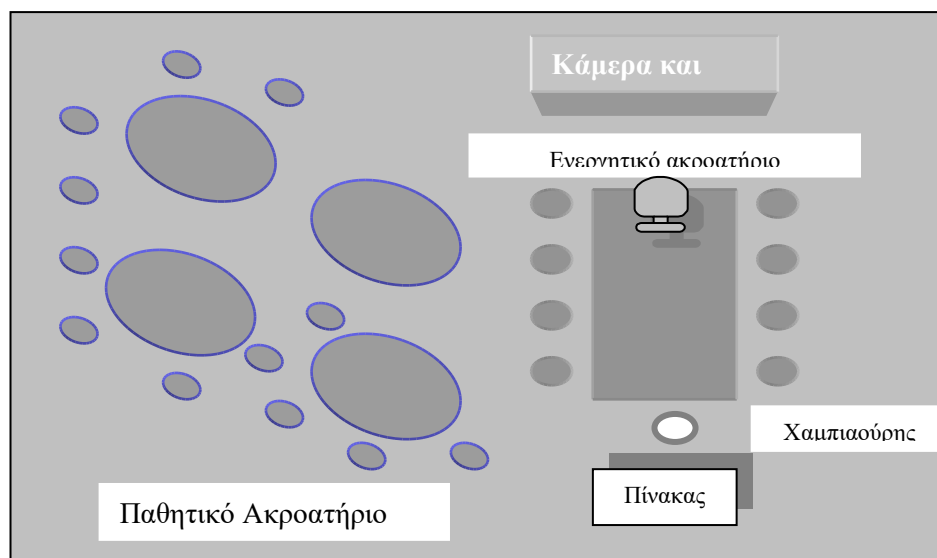 Κάμερα και
Ενεργητικό ακροατήριο
Χαμπιαούρης
Πίνακας
Παθητικό Ακροατήριο